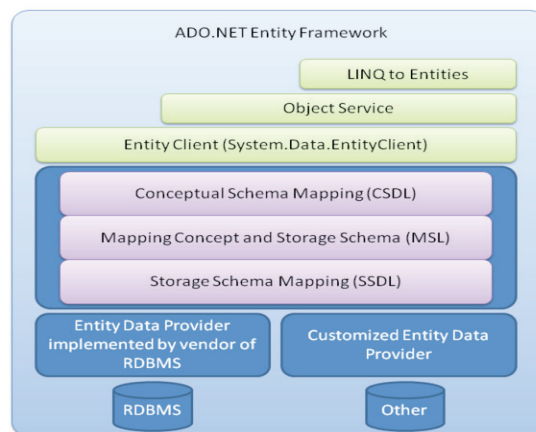 ADO.NET Entity Framework
LINQ to Entities
Object Service
Entity Client (System.Data.EntityClient)
Conceptual Schema Mapping (CSDL)
Mapping Concept and Storage Schema (MSL)
Storage Schema Mapping (SSDL)
Entity Data Provider
implemented by vendor of
RDBMS
Customized Entity Data
Provider
RDBMS
Other